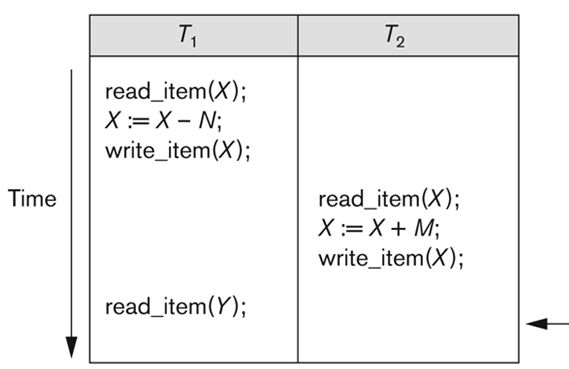 T₁ T₂
read_item(X);
X := X – N;
write_item(X);
Time
read_item(X);
X := X + M;
write_item(X);
read_item(Y);